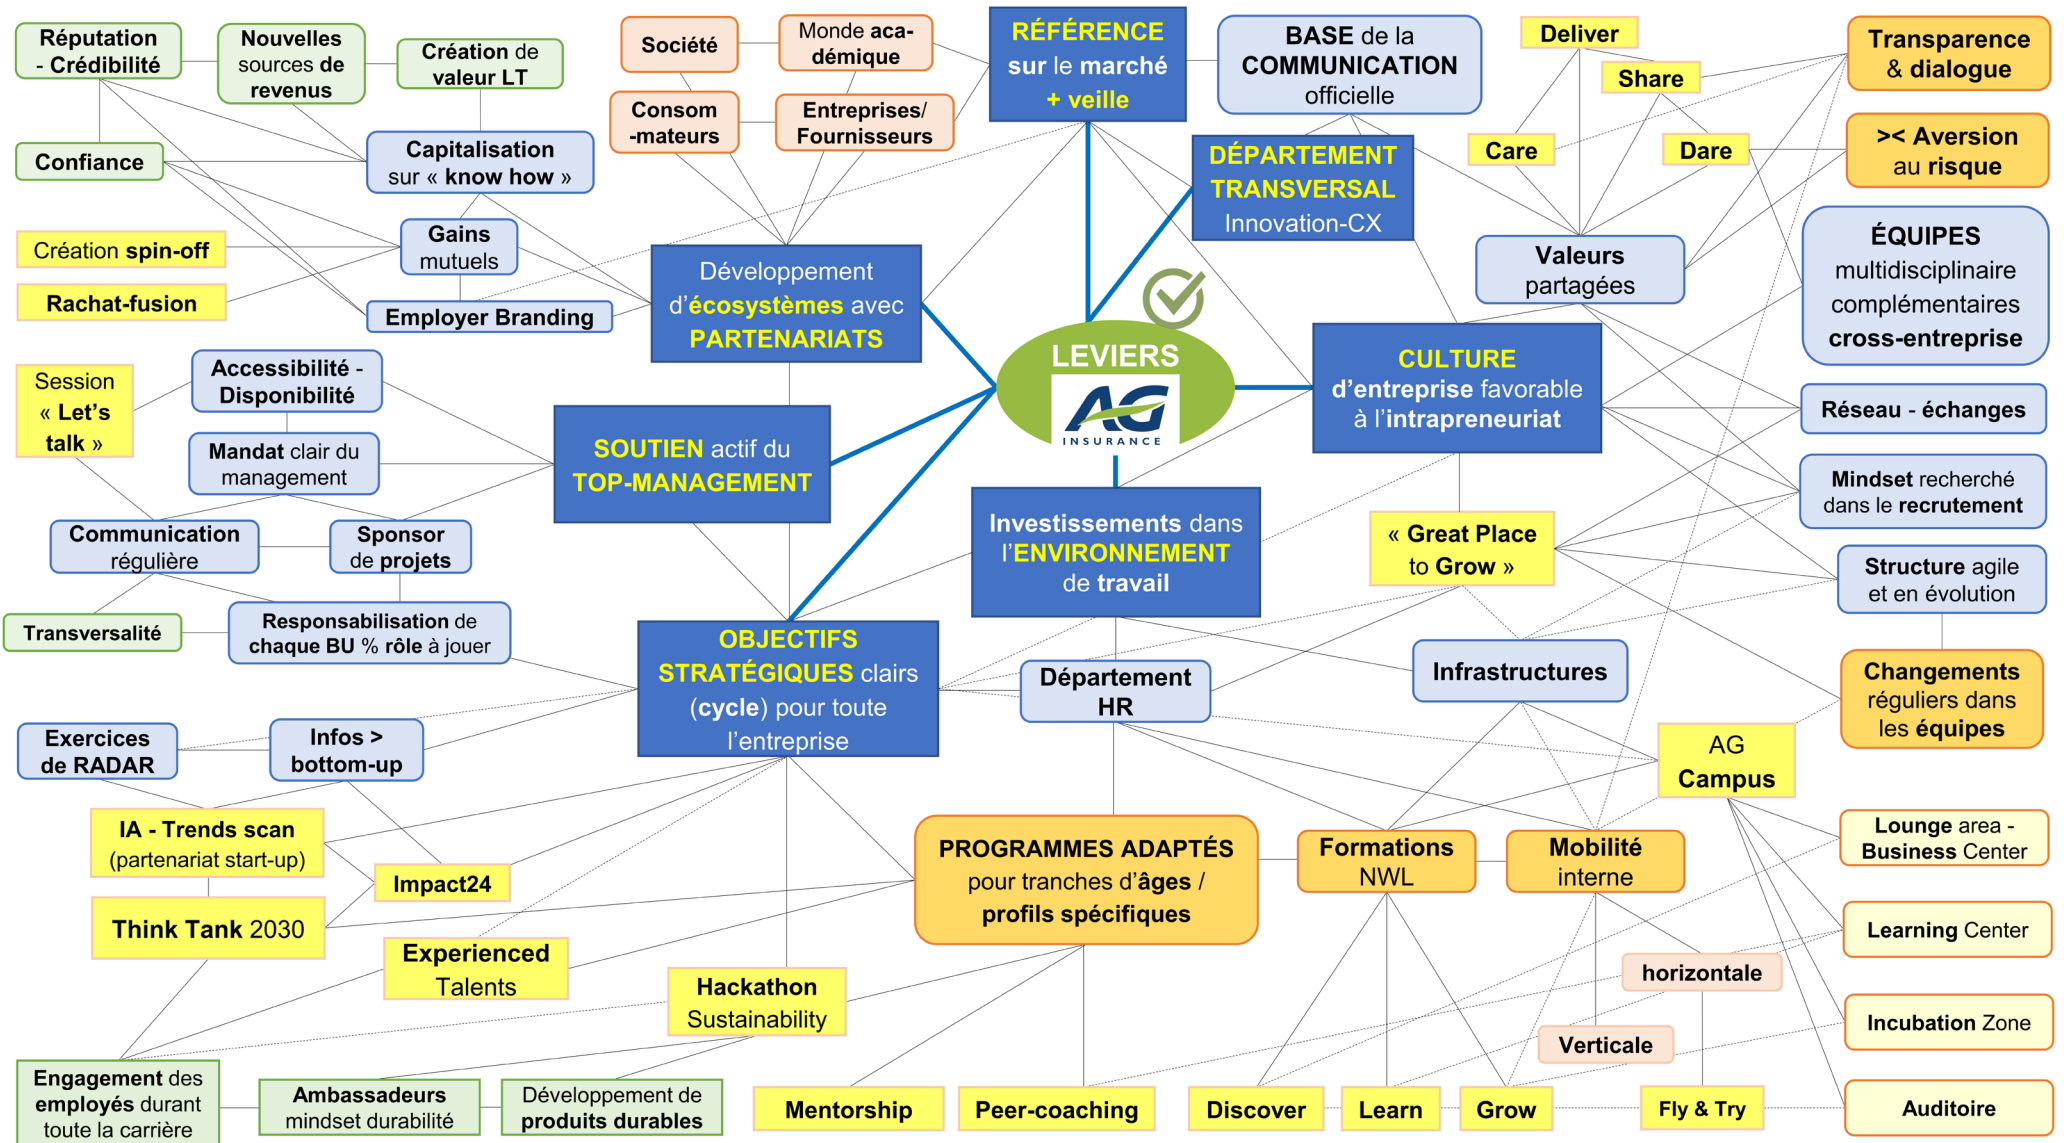 Réputation
- Crédibilité
Nouvelles
sources de
revenus
Création de
valeur LT
Confiance
Capitalisation
sur « know how »
Gains
mutuels
Création spin-off
Rachat-fusion
Employer Branding
Société
Monde aca-
démique
Consom
-mateurs
Entreprises/
Fournisseurs
RÉFÉRENCE
sur le marché
+ veille
BASE de la
COMMUNICATION
officielle
DÉPARTEMENT
TRANSVERSAL
Innovation-CX
Deliver
Share
Care
Dare
Transparence
& dialogue
>< Aversion
au risque
Valeurs
partagées
ÉQUIPES
multidisciplinaire
complémentaires
cross-entreprise
Développement
d'écosystèmes avec
PARTENARIATS
LEVIERS
AG
INSURANCE
CULTURE
d'entreprise favorable
à l'intrapreneuriat
Réseau - échanges
Mindset recherché
dans le recrutement
Structure agile
et en évolution
Changements
réguliers dans
les équipes
Session
« Let's
talk »
Accessibilité -
Disponibilité
Mandat clair du
management
Communication
régulière
Sponsor
de projets
Transversalité
Responsabilisation de
chaque BU % rôle à jouer
SOUTIEN actif du
TOP-MANAGEMENT
Investissements dans
l'ENVIRONNEMENT
de travail
« Great Place
to Grow »
OBJECTIFS
STRATÉGIQUES clairs
(cycle) pour toute
l'entreprise
Département
HR
Infrastructures
AG
Campus
Exercices
de RADAR
Infos >
bottom-up
IA - Trends scan
(partenariat start-up)
Impact24
Think Tank 2030
Experienced
Talents
Hackathon
Sustainability
PROGRAMMES ADAPTÉS
pour tranches d'âges /
profils spécifiques
Formations
NWL
Mobilité
interne
Lounge area -
Business Center
Learning Center
horizontale
Verticale
Incubation Zone
Engagement des
employés durant
toute la carrière
Ambassadeurs
mindset durabilité
Développement de
produits durables
Mentorship
Peer-coaching
Discover
Learn
Grow
Fly & Try
Auditoire